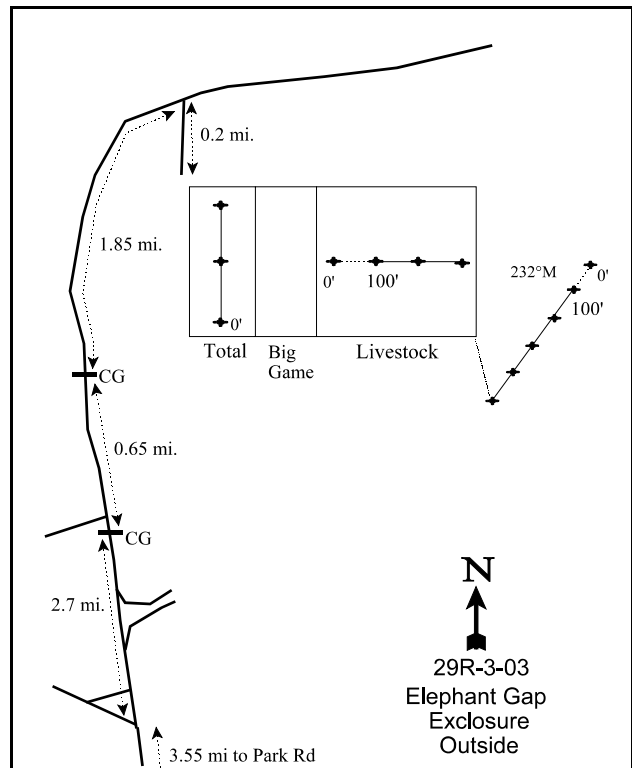 0.2 mi.
1.85 mi.
232°M
0'
100'
0'
100'
0'
Total
Big
Game
Livestock
CG
0.65 mi.
CG
2.7 mi.
N
29R-3-03
Elephant Gap
Exclosure
Outside
3.55 mi to Park Rd